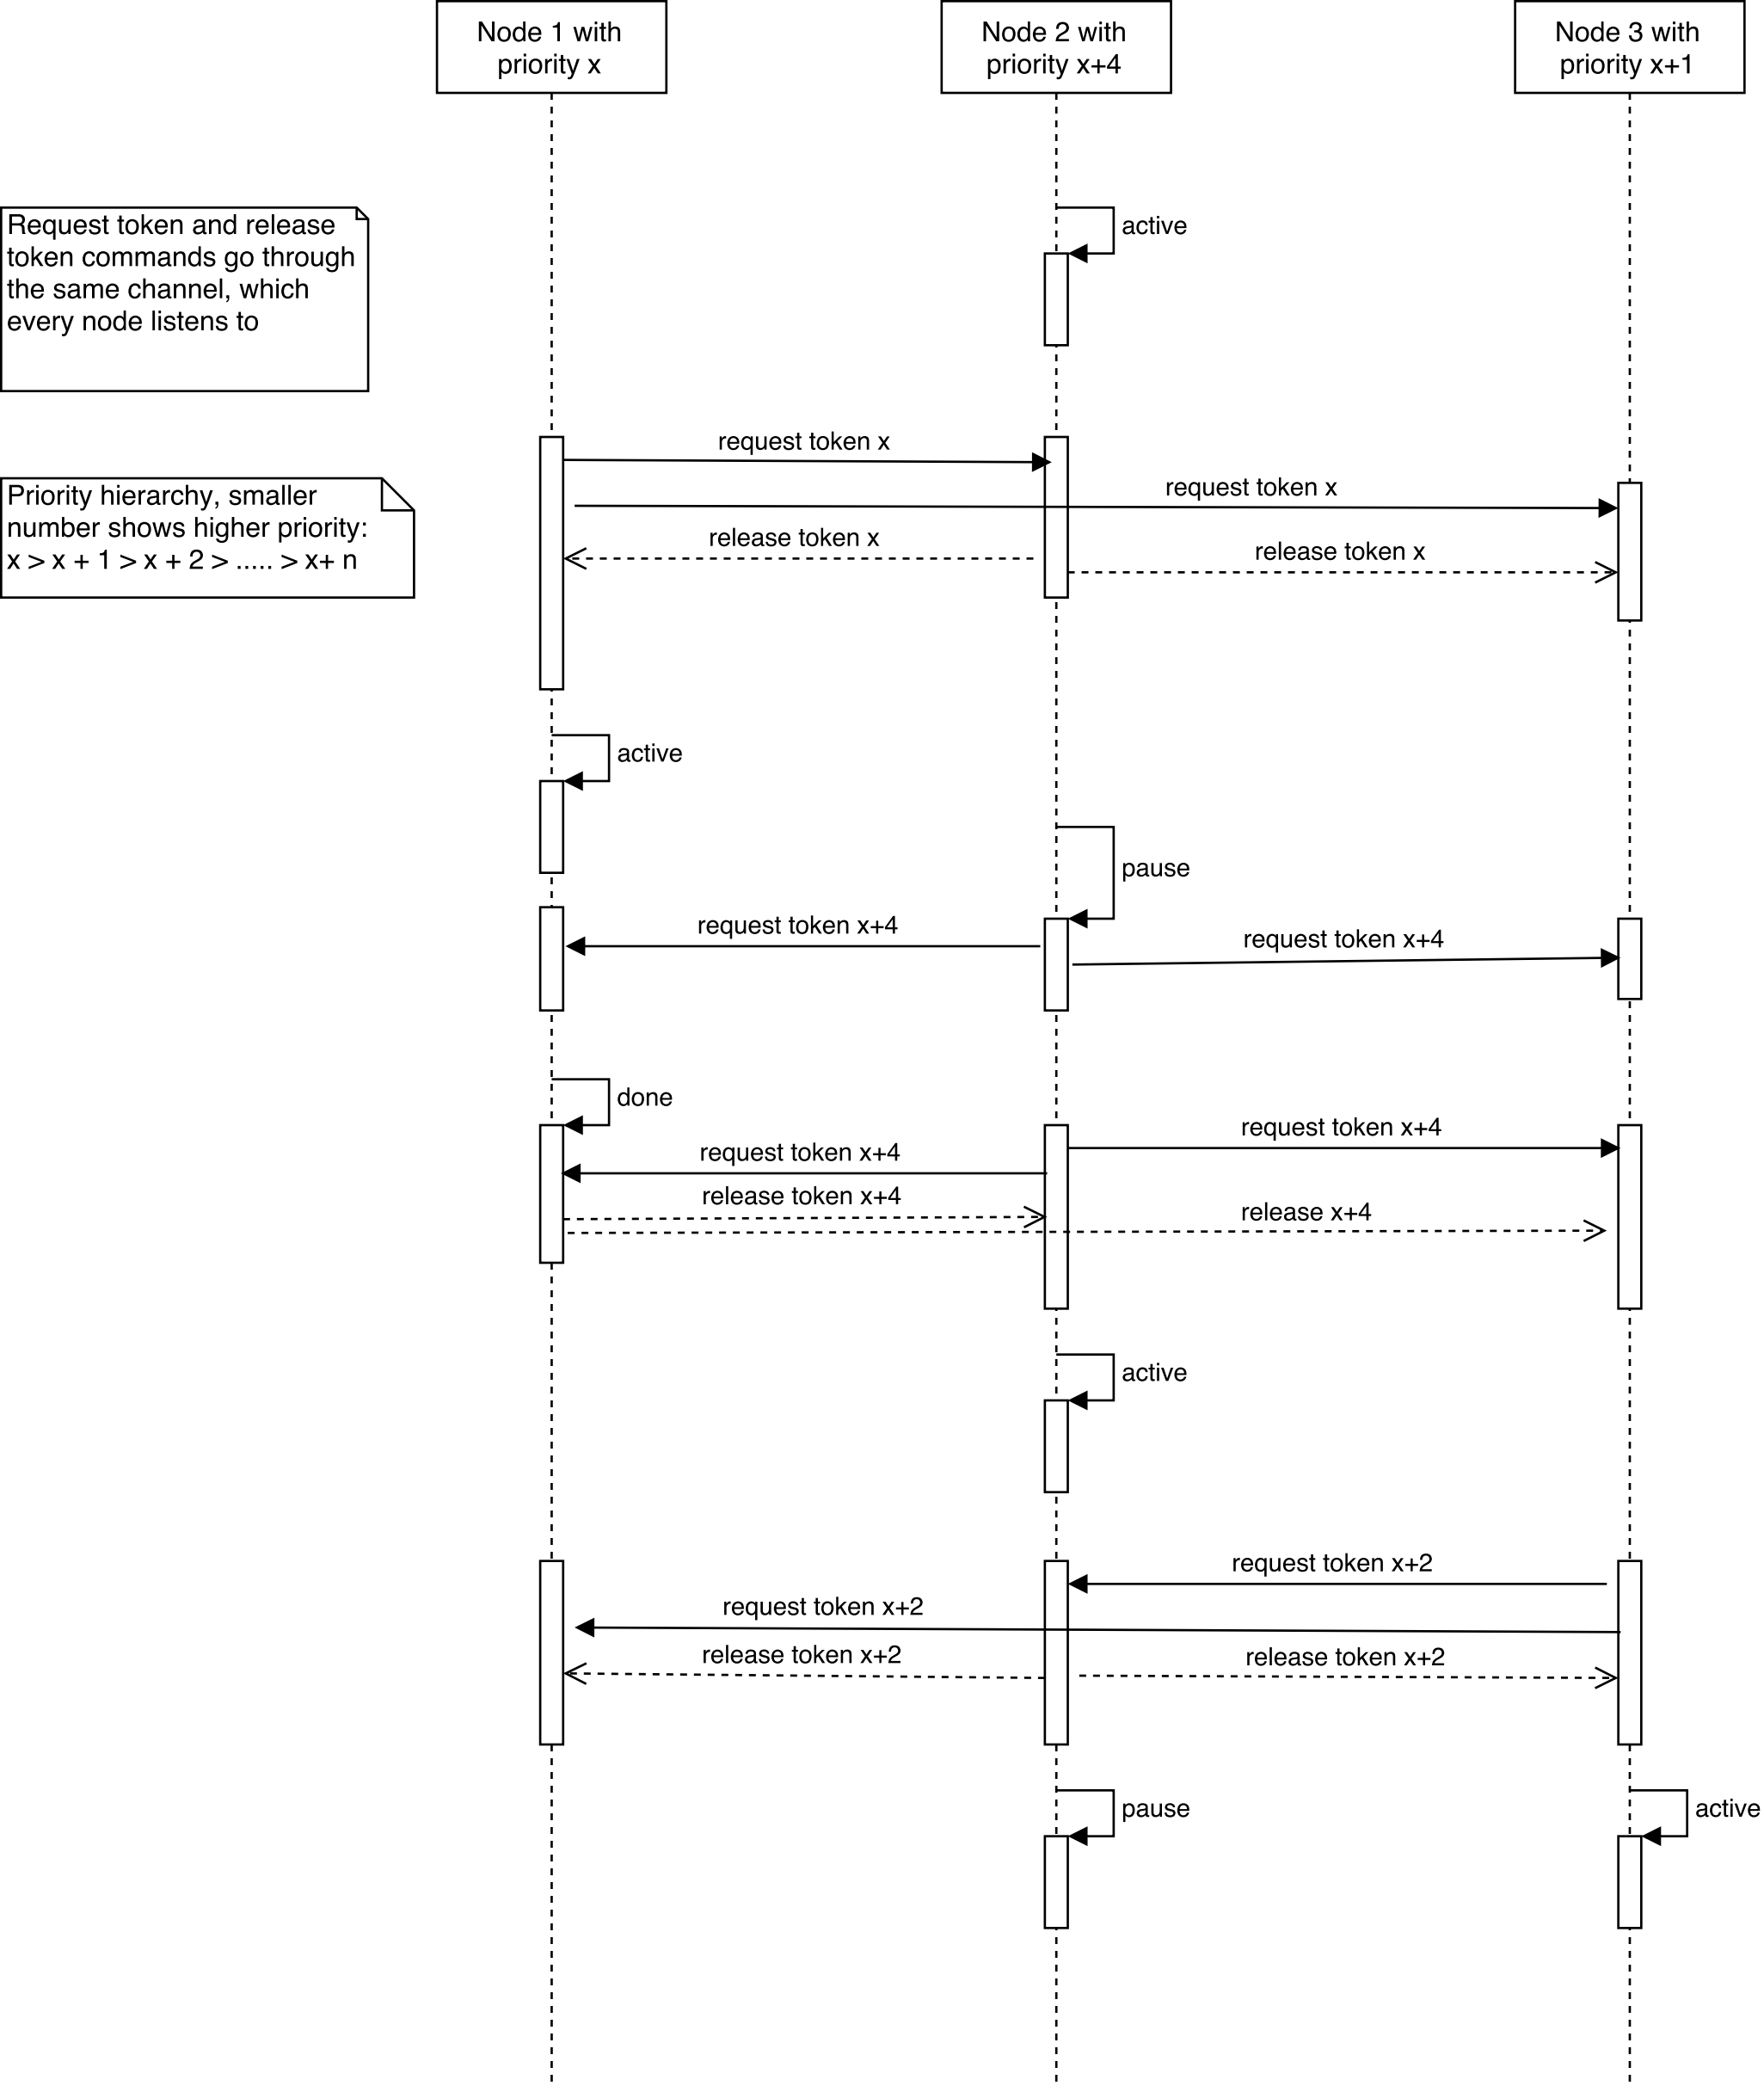 Node 1 with
priority x
Node 2 with
priority x+4
Node 3 with
priority x+1
Request token and release
token commands go through
the same channel, which
every node listens to
active
Priority hierarchy, smaller
number shows higher priority:
x > x + 1 > x + 2 > ..... > x+ n
request token x
request token x
release token x
release token x
active
pause
request token x+4
request token x+4
done
request token x+4
request token x+4
release token x+4
release x+4
active
request token x+2
request token x+2
release token x+2
release token x+2
pause
active